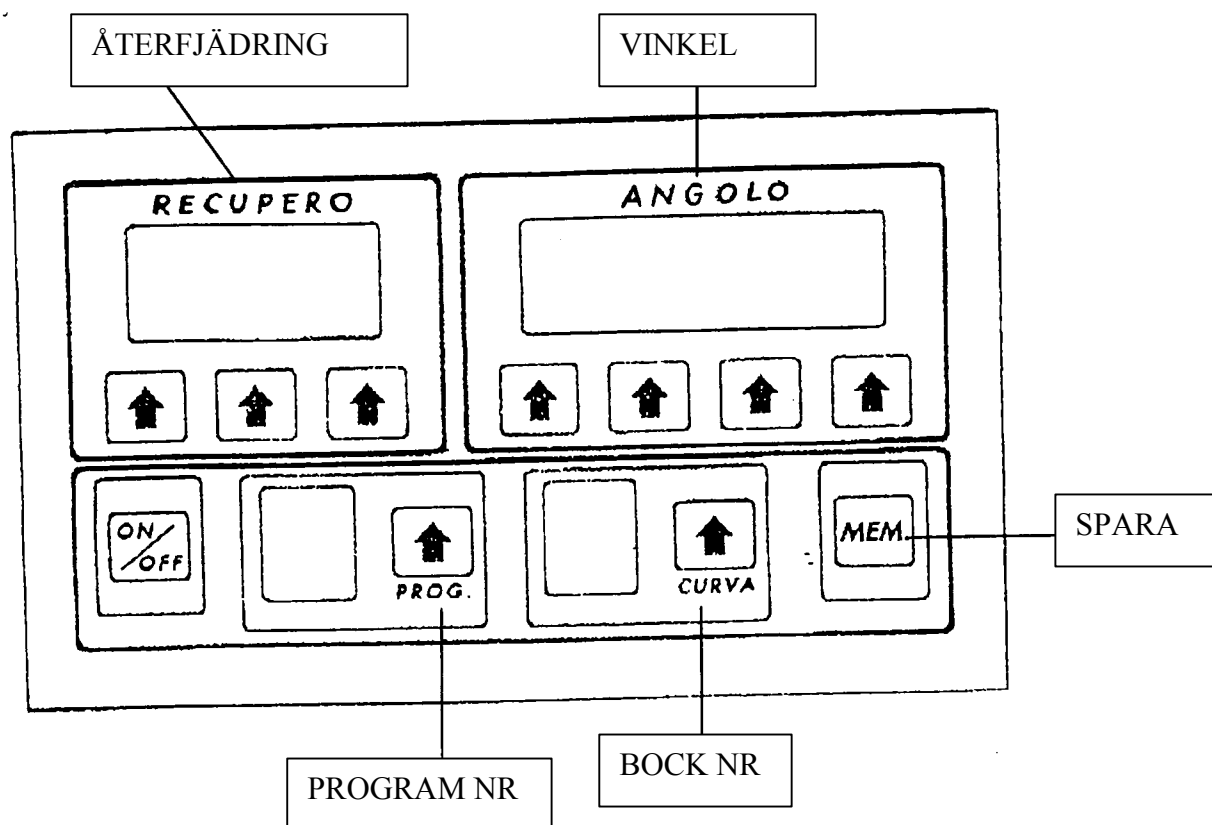 ÅTERFJÄDRING
VINKEL
RECUPERO
ANGOLO
ON/OFF
PROG.
CURVA
MEM.
SPARA
PROGRAM NR
BOCK NR